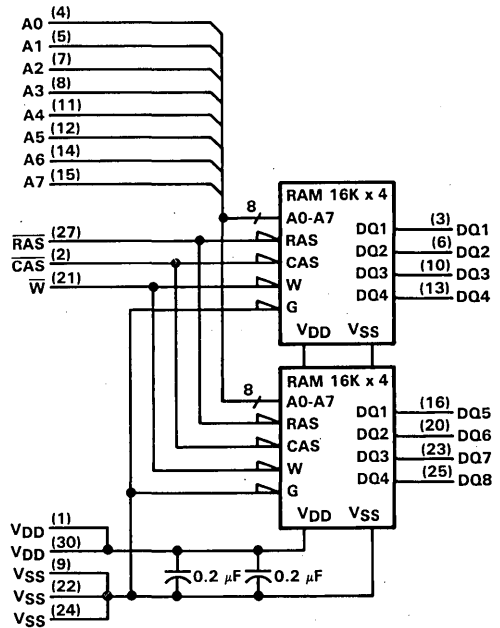 A0 (4)
A1 (5)
A2 (7)
A3 (8)
A4 (11)
A5 (12)
A6 (14)
A7 (15)
RAS (27)
CAS (2)
W (21)
8
RAM 16K x 4
A0-A7
RAS
CAS
W
G
DQ1 (3) DQ1
DQ2 (6) DQ2
DQ3 (10) DQ3
DQ4 (13) DQ4
VDD VSS
8
RAM 16K x 4
A0-A7
RAS
CAS
W
G
DQ1 (16) DQ5
DQ2 (20) DQ6
DQ3 (23) DQ7
DQ4 (25) DQ8
VDD VSS
VDD (1)
VDD (30)
VSS (9)
VSS (22)
VSS (24)
0.2 μF 0.2 μF